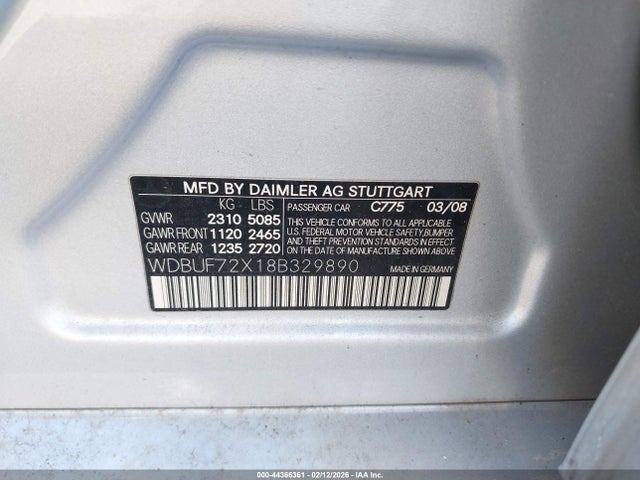 MFD BY DAIMLER AG STUTTGART
KG LBS PASSENGER CAR C775 03/08
GVWR 2310 5085 THIS VEHICLE CONFORMS TO ALL APPLICABLE
GAWR FRONT 1120 2465 U.S. FEDERAL MOTOR VEHICLE SAFETY, BUMPER,
GAWR REAR 1235 2720 AND THEFT PREVENTION STANDARDS IN EFFECT ON THE DATE OF MANUFACTURE SHOWN ABOVE
WDBUF72X18B329890 MADE IN GERMANY
000-44366361 - 02/12/2026 - IAA Inc.